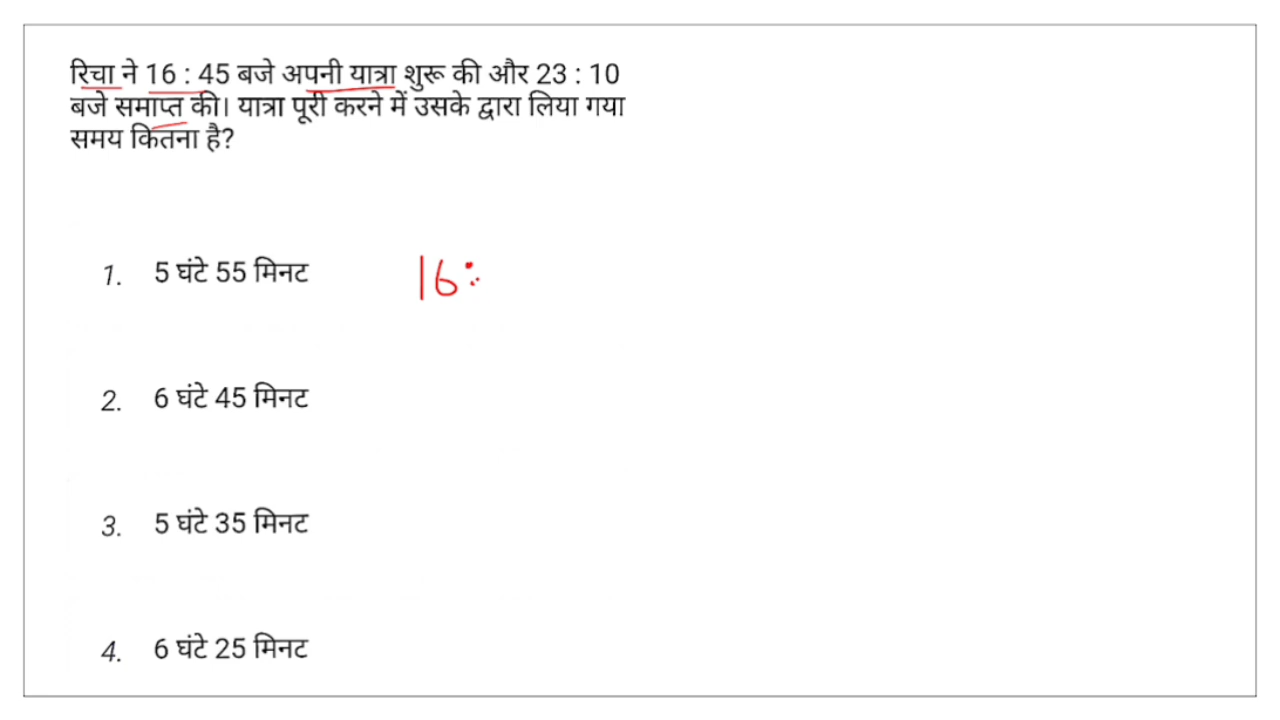 रिचा ने 16 : 45 बजे अपनी यात्रा शुरू की और 23 : 10
बजे समाप्त की। यात्रा पूरी करने में उसके द्वारा लिया गया
समय कितना है?
1. 5 घंटे 55 मिनट
16:
2. 6 घंटे 45 मिनट
3. 5 घंटे 35 मिनट
4. 6 घंटे 25 मिनट